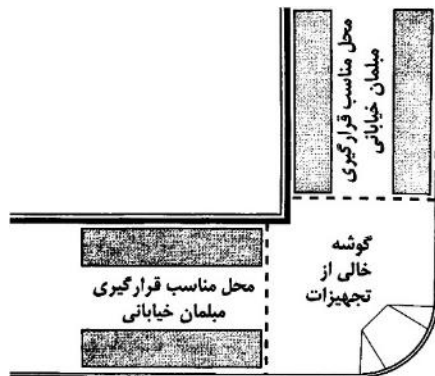 محل مناسب قرارگیری
مبلمان خیابانی
گوشه
خالی از
تجهیزات
محل مناسب قرارگیری
مبلمان خیابانی